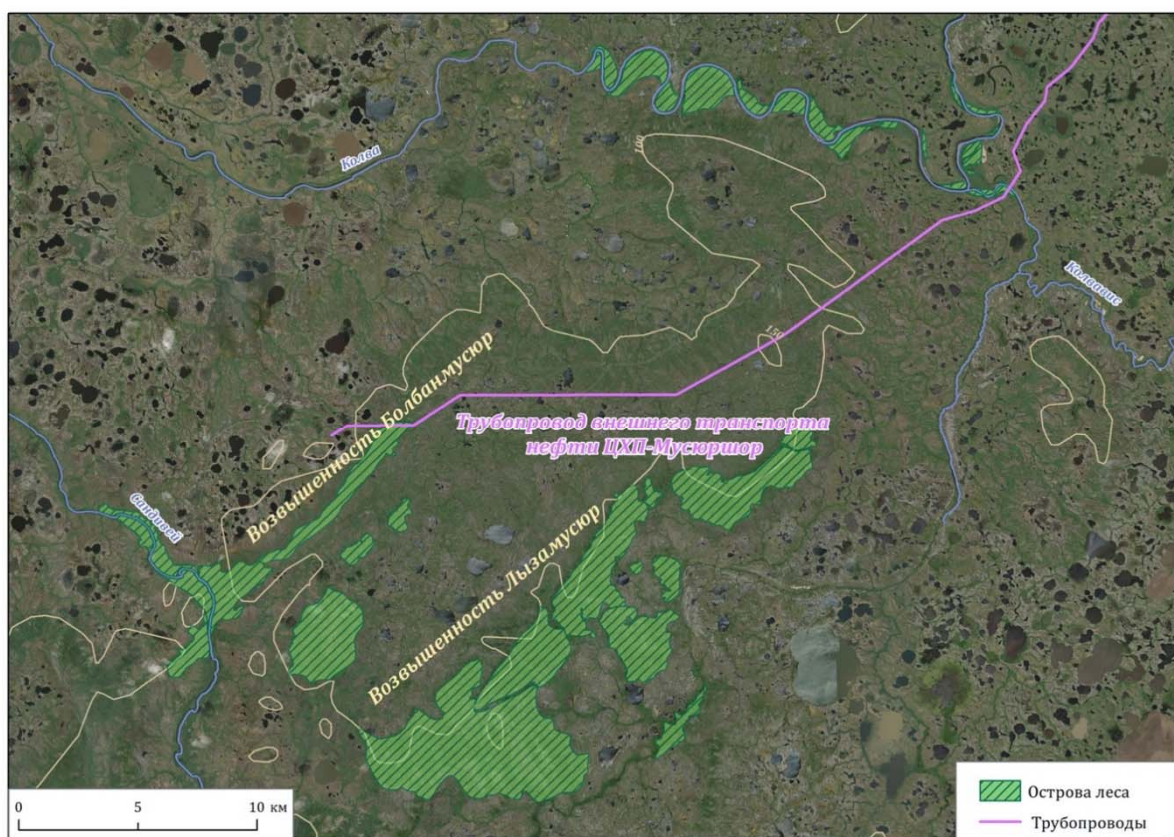 Колва
100
Колвавис
150
Возвышенность Болбанмусюр
Трубопровод внешнего транспорта
нефти ЦХП-Мусюршор
Сандивей
Возвышенность Лызамусюр
0 5 10 км
Острова леса
Трубопроводы